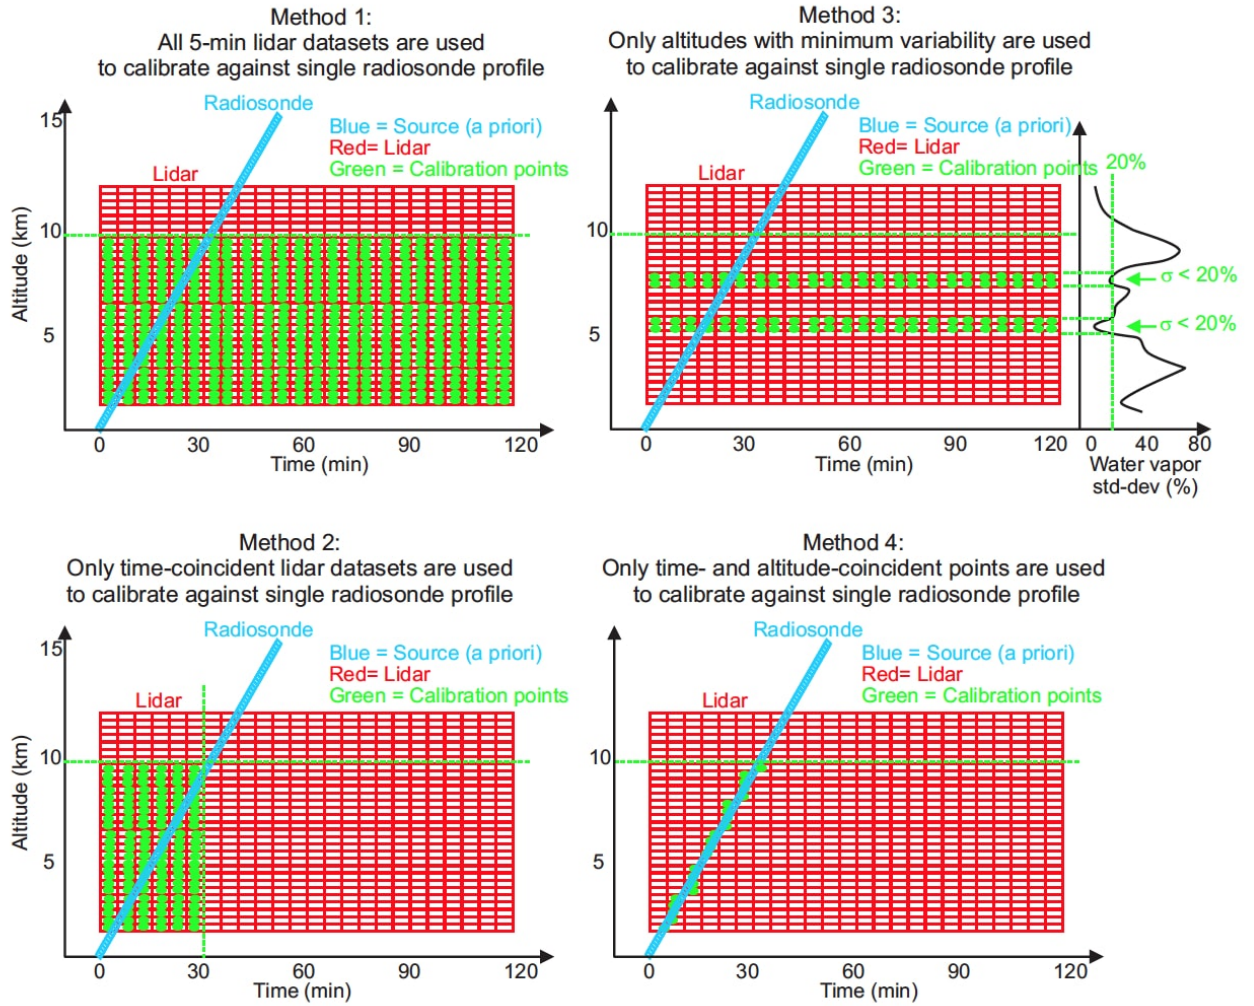 Method 1:
All 5-min lidar datasets are used
to calibrate against single radiosonde profile
Radiosonde
Blue = Source (a priori)
Red= Lidar
Green = Calibration points
Lidar
15
10
5
Altitude (km)
0 30 60 90 120
Time (min)
Method 3:
Only altitudes with minimum variability are used
to calibrate against single radiosonde profile
Radiosonde
Blue = Source (a priori)
Red= Lidar
Green = Calibration points
20%
Lidar
10
5
σ < 20%
σ < 20%
0 30 60 90 120
Time (min)
0 40 80
Water vapor
std-dev (%)
Method 2:
Only time-coincident lidar datasets are used
to calibrate against single radiosonde profile
Radiosonde
Blue = Source (a priori)
Red= Lidar
Green = Calibration points
Lidar
15
10
5
Altitude (km)
0 30 60 90 120
Time (min)
Method 4:
Only time- and altitude-coincident points are used
to calibrate against single radiosonde profile
Radiosonde
Blue = Source (a priori)
Red= Lidar
Green = Calibration points
Lidar
10
5
0 30 60 90 120
Time (min)